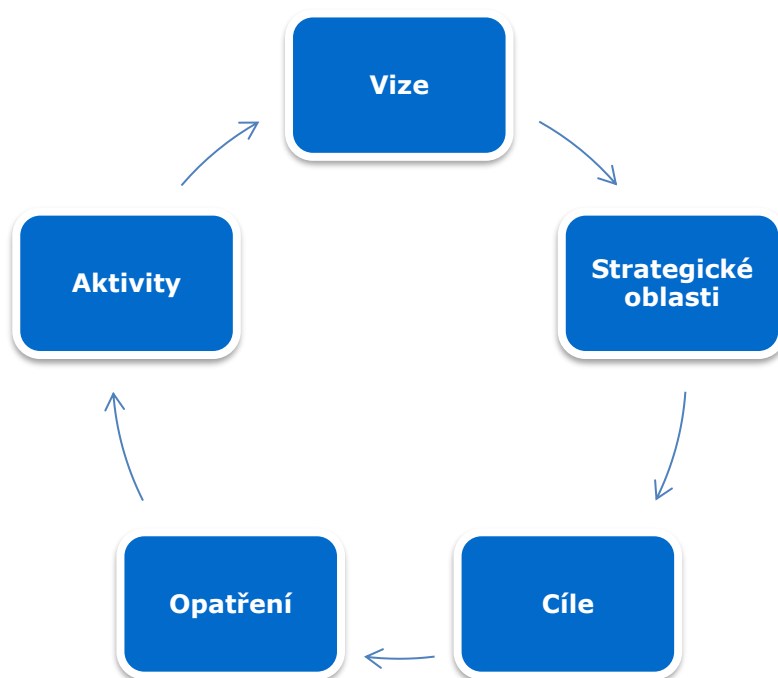 Vize
Strategické
oblasti
Cíle
Opatření
Aktivity